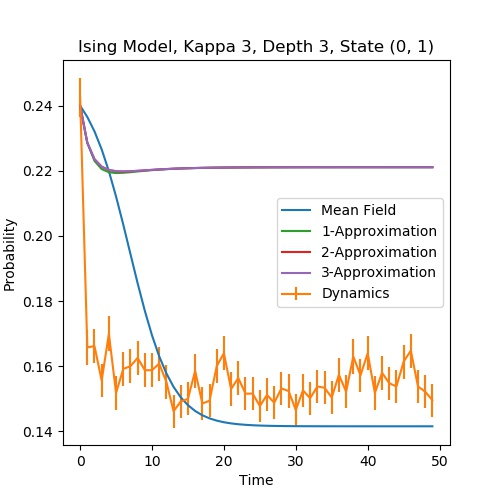 Ising Model, Kappa 3, Depth 3, State (0, 1)
Probability
0.24
0.22
0.20
0.18
0.16
0.14
Mean Field
1-Approximation
2-Approximation
3-Approximation
Dynamics
0 10 20 30 40 50
Time